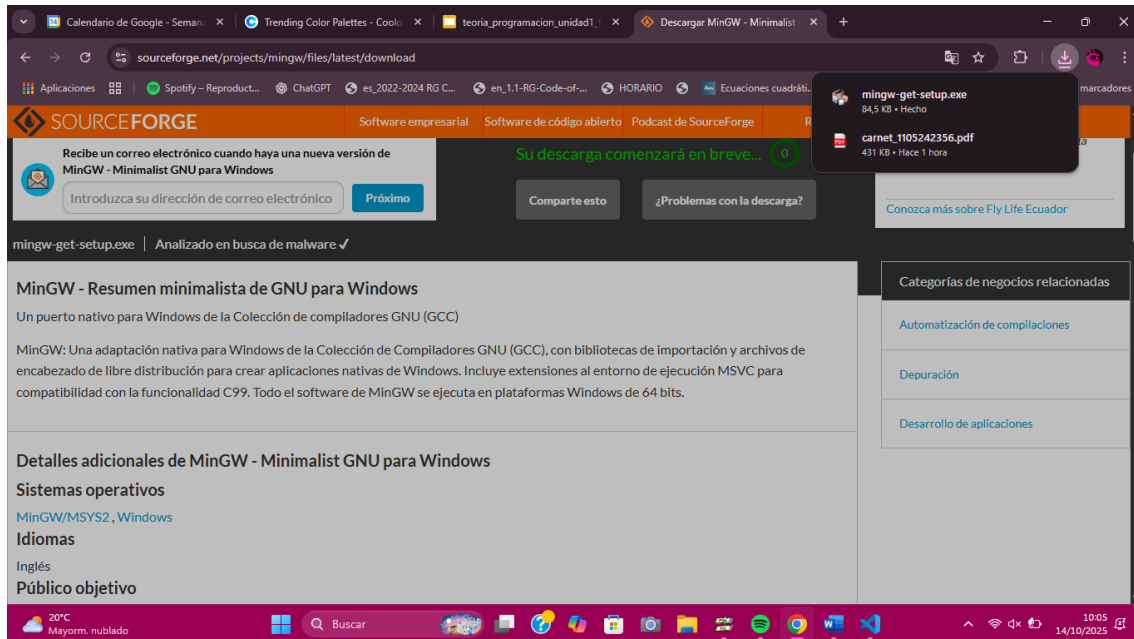 Calendario de Google - Seman
Trending Color Palettes - Coolo
teoria_programacion_unidad1_
Descargar MinGW - Minimalist
sourceforge.net/projects/mingw/files/latest/download
Aplicaciones
Spotify – Reproduct...
ChatGPT
es_2022-2024 RG C...
en_1.1-RG-Code-of-...
HORARIO
Ecuaciones cuadráti...
marcadores
mingw-get-setup.exe
84,5 KB • Hecho
carnet_1105242356.pdf
431 KB • Hace 1 hora
SOURCEFORGE
Software empresarial
Software de código abierto
Podcast de SourceForge
R
Recibe un correo electrónico cuando haya una nueva versión de
MinGW - Minimalist GNU para Windows
Introduzca su dirección de correo electrónico
Próximo
Su descarga comenzará en breve... 0
Comparte esto
¿Problemas con la descarga?
Conozca más sobre Fly Life Ecuador
mingw-get-setup.exe | Analizado en busca de malware ✓
MinGW - Resumen minimalista de GNU para Windows
Un puerto nativo para Windows de la Colección de compiladores GNU (GCC)
MinGW: Una adaptación nativa para Windows de la Colección de Compiladores GNU (GCC), con bibliotecas de importación y archivos de
encabezado de libre distribución para crear aplicaciones nativas de Windows. Incluye extensiones al entorno de ejecución MSVC para
compatibilidad con la funcionalidad C99. Todo el software de MinGW se ejecuta en plataformas Windows de 64 bits.
Categorías de negocios relacionadas
Automatización de compilaciones
Depuración
Desarrollo de aplicaciones
Detalles adicionales de MinGW - Minimalist GNU para Windows
Sistemas operativos
MinGW/MSYS2 , Windows
Idiomas
Inglés
Público objetivo
20°C
Mayorm. nublado
Buscar
10:05
14/10/2025